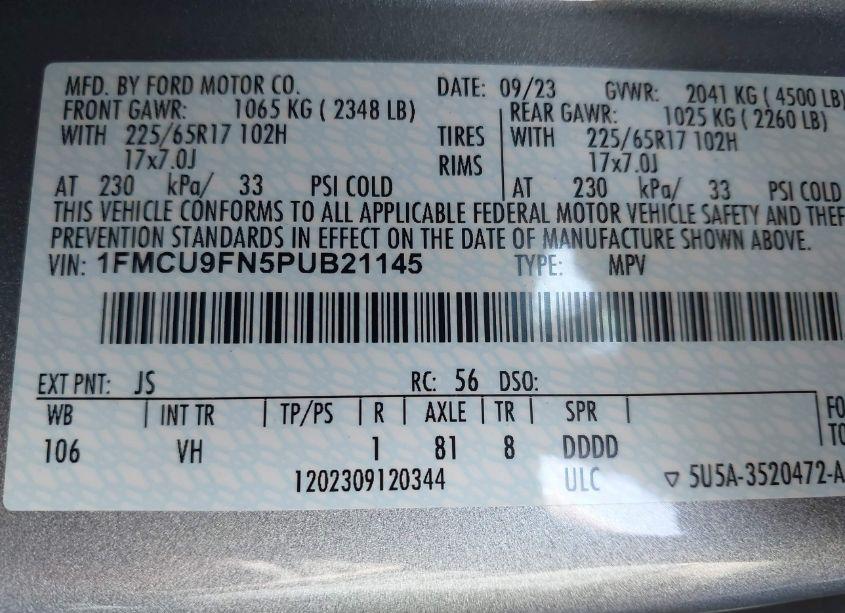 MFD. BY FORD MOTOR CO. DATE: 09/23 GVWR: 2041 KG ( 4500 LB)
FRONT GAWR: 1065 KG ( 2348 LB) REAR GAWR: 1025 KG ( 2260 LB)
WITH 225/65R17 102H TIRES WITH 225/65R17 102H
17x7.0J RIMS 17x7.0J
AT 230 kPa/ 33 PSI COLD AT 230 kPa/ 33 PSI COLD
THIS VEHICLE CONFORMS TO ALL APPLICABLE FEDERAL MOTOR VEHICLE SAFETY AND THEF
PREVENTION STANDARDS IN EFFECT ON THE DATE OF MANUFACTURE SHOWN ABOVE.
VIN: 1FMCU9FN5PUB21145 TYPE: MPV
EXT PNT: JS RC: 56 DSO:
WB INT TR TP/PS R AXLE TR SPR FO
106 VH 1 81 8 DDDD TO
1202309120344 ULC ▽ 5U5A-3520472-A